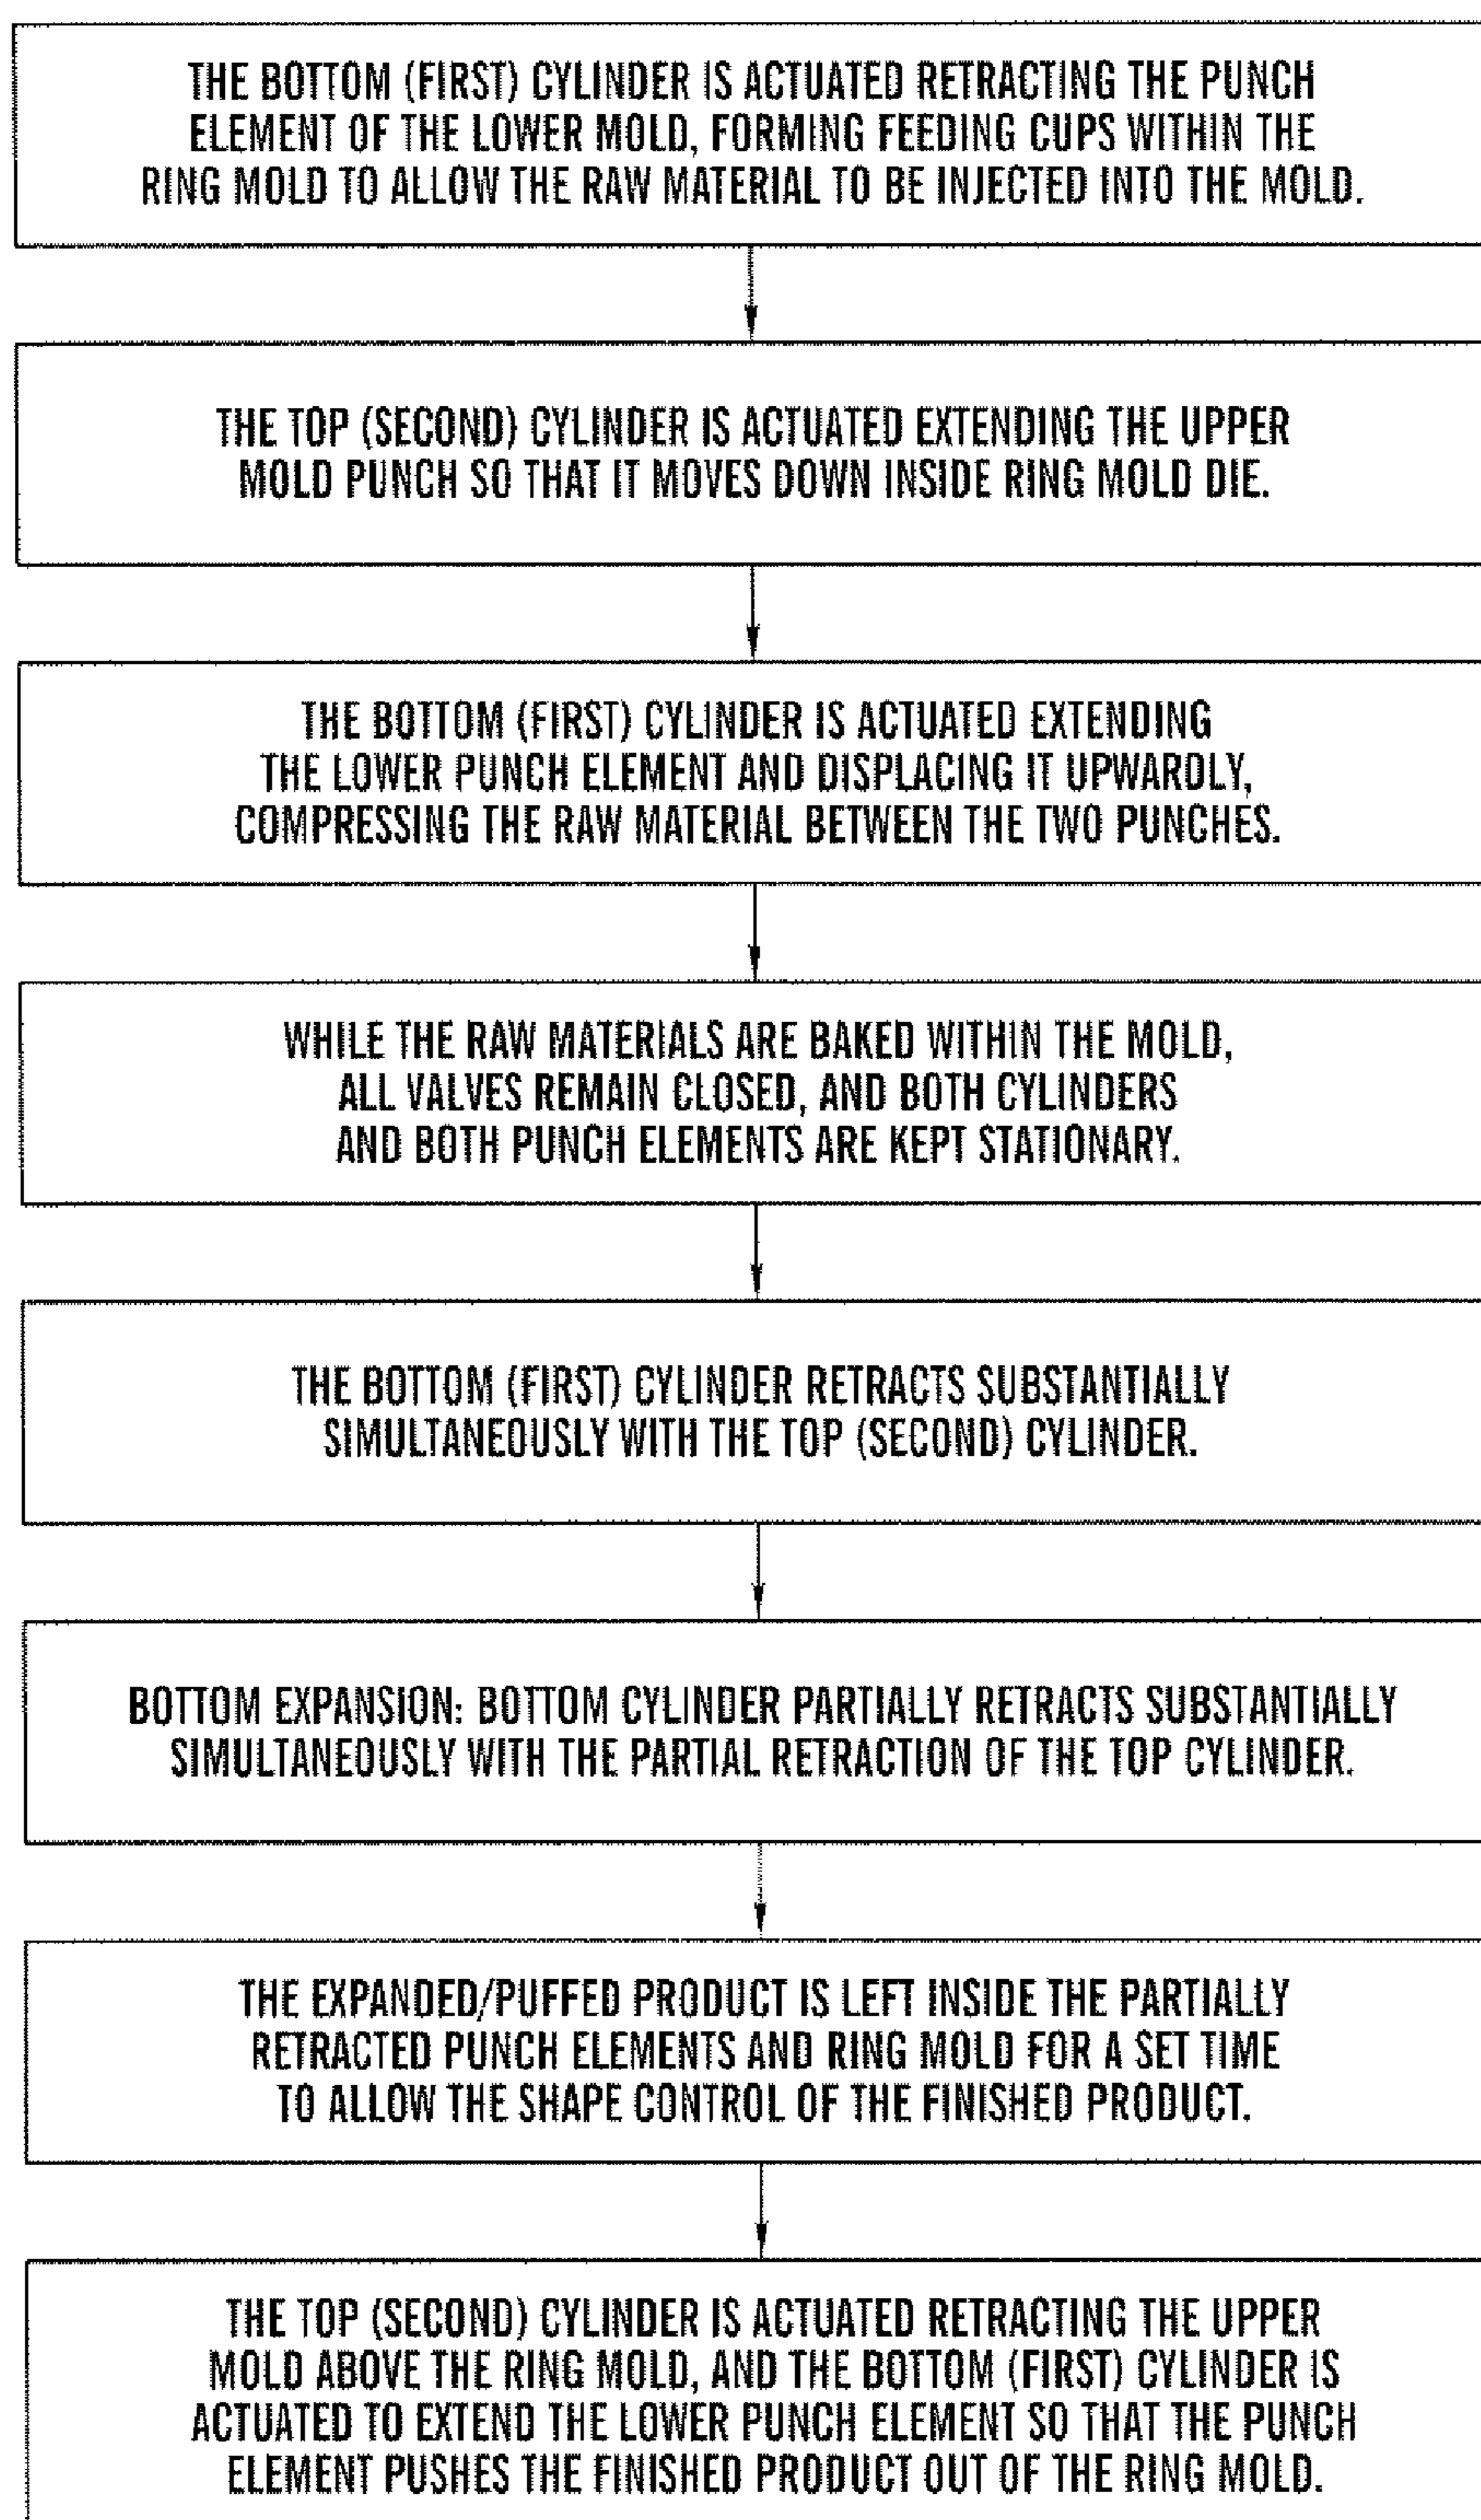 THE BOTTOM (FIRST) CYLINDER IS ACTUATED RETRACTING THE PUNCH
ELEMENT OF THE LOWER MOLD, FORMING FEEDING CUPS WITHIN THE
RING MOLD TO ALLOW THE RAW MATERIAL TO BE INJECTED INTO THE MOLD.
THE TOP (SECOND) CYLINDER IS ACTUATED EXTENDING THE UPPER
MOLD PUNCH SO THAT IT MOVES DOWN INSIDE RING MOLD DIE.
THE BOTTOM (FIRST) CYLINDER IS ACTUATED EXTENDING
THE LOWER PUNCH ELEMENT AND DISPLACING IT UPWARDLY,
COMPRESSING THE RAW MATERIAL BETWEEN THE TWO PUNCHES.
WHILE THE RAW MATERIALS ARE BAKED WITHIN THE MOLD,
ALL VALVES REMAIN CLOSED, AND BOTH CYLINDERS
AND BOTH PUNCH ELEMENTS ARE KEPT STATIONARY.
THE BOTTOM (FIRST) CYLINDER RETRACTS SUBSTANTIALLY
SIMULTANEOUSLY WITH THE TOP (SECOND) CYLINDER.
BOTTOM EXPANSION: BOTTOM CYLINDER PARTIALLY RETRACTS SUBSTANTIALLY
SIMULTANEOUSLY WITH THE PARTIAL RETRACTION OF THE TOP CYLINDER.
THE EXPANDED/PUFFED PRODUCT IS LEFT INSIDE THE PARTIALLY
RETRACTED PUNCH ELEMENTS AND RING MOLD FOR A SET TIME
TO ALLOW THE SHAPE CONTROL OF THE FINISHED PRODUCT.
THE TOP (SECOND) CYLINDER IS ACTUATED RETRACTING THE UPPER
MOLD ABOVE THE RING MOLD, AND THE BOTTOM (FIRST) CYLINDER IS
ACTUATED TO EXTEND THE LOWER PUNCH ELEMENT SO THAT THE PUNCH
ELEMENT PUSHES THE FINISHED PRODUCT OUT OF THE RING MOLD.